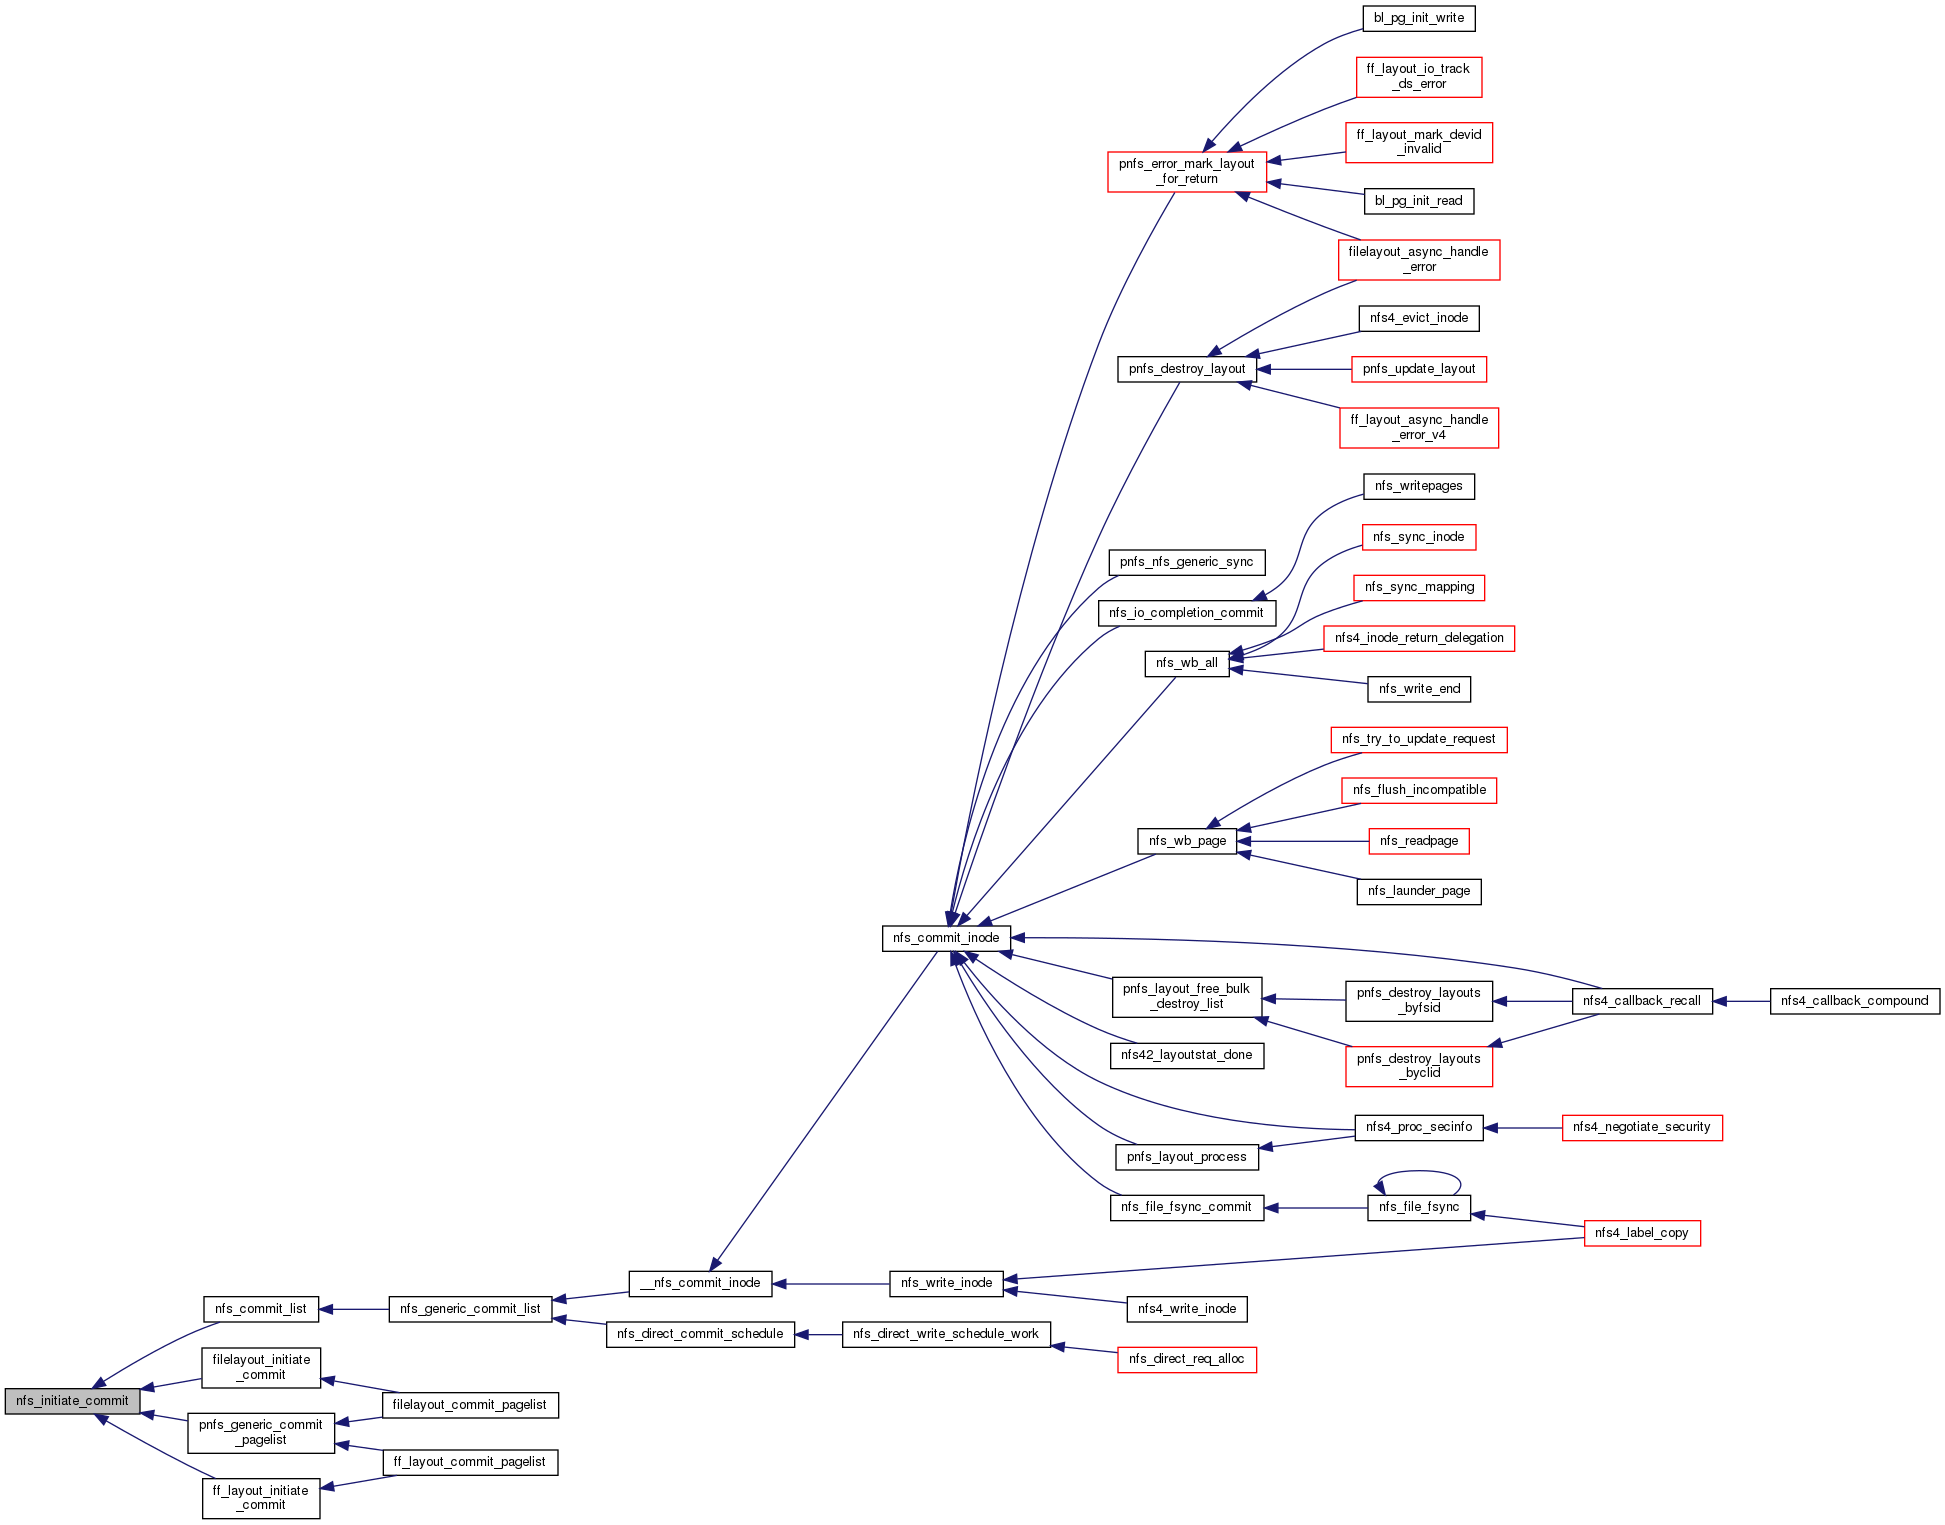 bl_pg_init_write
ff_layout_io_track
_ds_error
ff_layout_mark_devid
_invalid
pnfs_error_mark_layout
_for_return
bl_pg_init_read
filelayout_async_handle
_error
nfs4_evict_inode
pnfs_destroy_layout
pnfs_update_layout
ff_layout_async_handle
_error_v4
nfs_writepages
nfs_sync_inode
pnfs_nfs_generic_sync
nfs_sync_mapping
nfs_io_completion_commit
nfs4_inode_return_delegation
nfs_wb_all
nfs_write_end
nfs_try_to_update_request
nfs_flush_incompatible
nfs_wb_page
nfs_readpage
nfs_launder_page
nfs_commit_inode
pnfs_layout_free_bulk
_destroy_list
pnfs_destroy_layouts
_byfsid
nfs4_callback_recall
nfs4_callback_compound
nfs42_layoutstat_done
pnfs_destroy_layouts
_byclid
nfs4_proc_secinfo
nfs4_negotiate_security
pnfs_layout_process
nfs_file_fsync_commit
nfs_file_fsync
nfs4_label_copy
__nfs_commit_inode
nfs_write_inode
nfs_commit_list
nfs_generic_commit_list
nfs4_write_inode
nfs_direct_commit_schedule
nfs_direct_write_schedule_work
nfs_direct_req_alloc
filelayout_initiate
_commit
nfs_initiate_commit
filelayout_commit_pagelist
pnfs_generic_commit
_pagelist
ff_layout_commit_pagelist
ff_layout_initiate
_commit